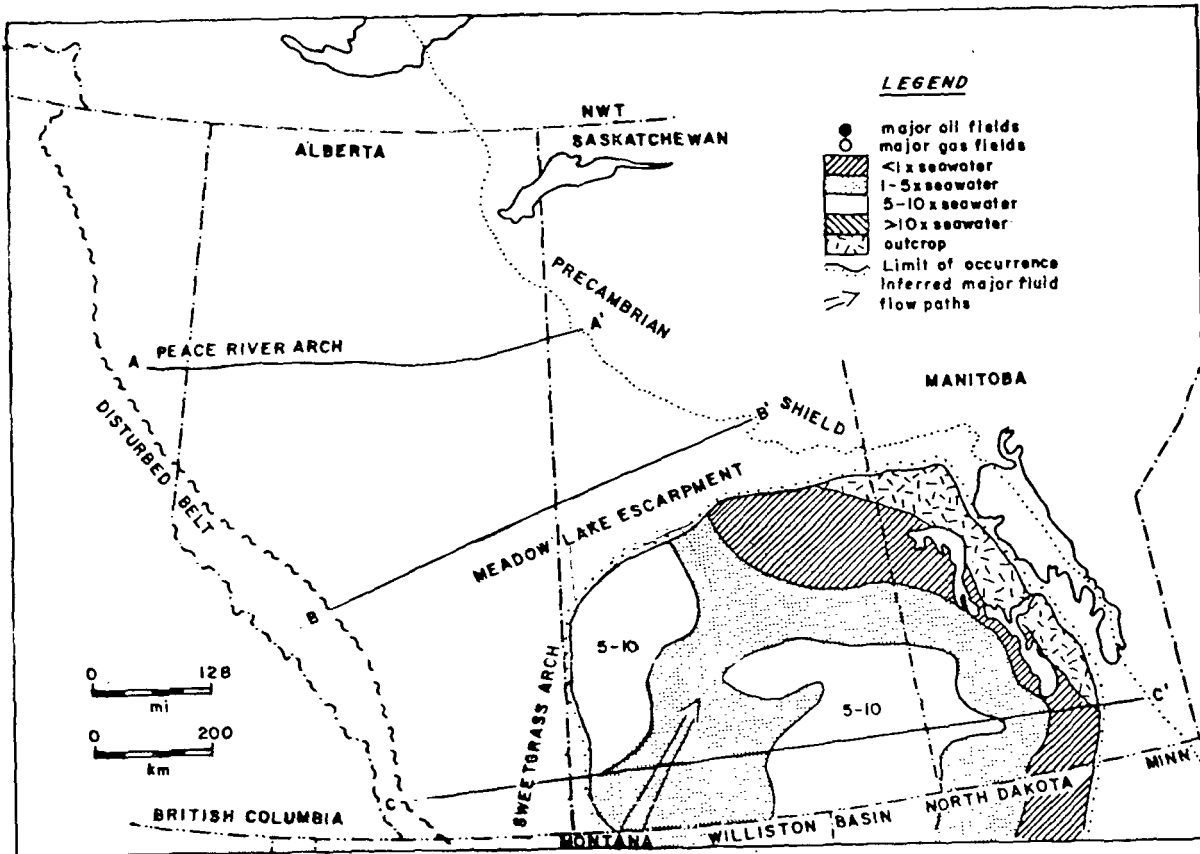 LEGEND
major oil fields
major gas fields
<1x seawater
1-5x seawater
5-10 x seawater
>10x seawater
outcrop
Limit of occurrence
Inferred major fluid
flow paths
NWT
ALBERTA
SASKATCHEWAN
PRECAMBRIAN
A
PEACE RIVER ARCH
A'
MANITOBA
B'
SHIELD
DISTURBED BELT
MEADOW LAKE ESCARPMENT
B
5-10
SWEETGRASS ARCH
0 128
mi
0 200
km
5-10
C'
C
MINN
BRITISH COLUMBIA
MONTANA
WILLISTON BASIN
NORTH DAKOTA